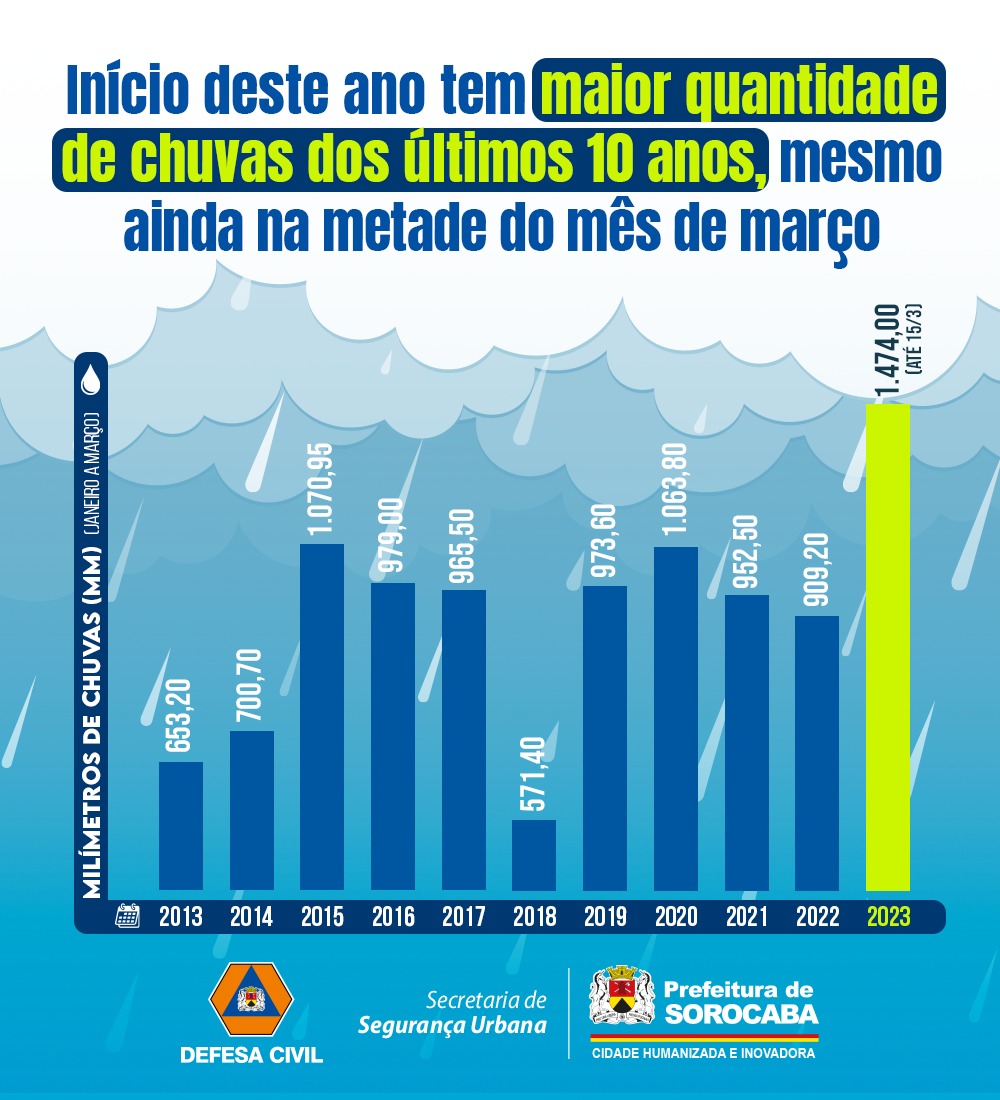 Início deste ano tem maior quantidade
de chuvas dos últimos 10 anos, mesmo
ainda na metade do mês de março
MILÍMETROS DE CHUVAS (MM) (JANEIRO A MARÇO)
653,20
700,70
1.070,95
979,00
965,50
571,40
973,60
1.063,80
952,50
909,20
1.474,00
(ATÉ 15/3)
2013 2014 2015 2016 2017 2018 2019 2020 2021 2022 2023
DEFESA CIVIL
Secretaria de
Segurança Urbana
Prefeitura de
SOROCABA
CIDADE HUMANIZADA E INOVADORA